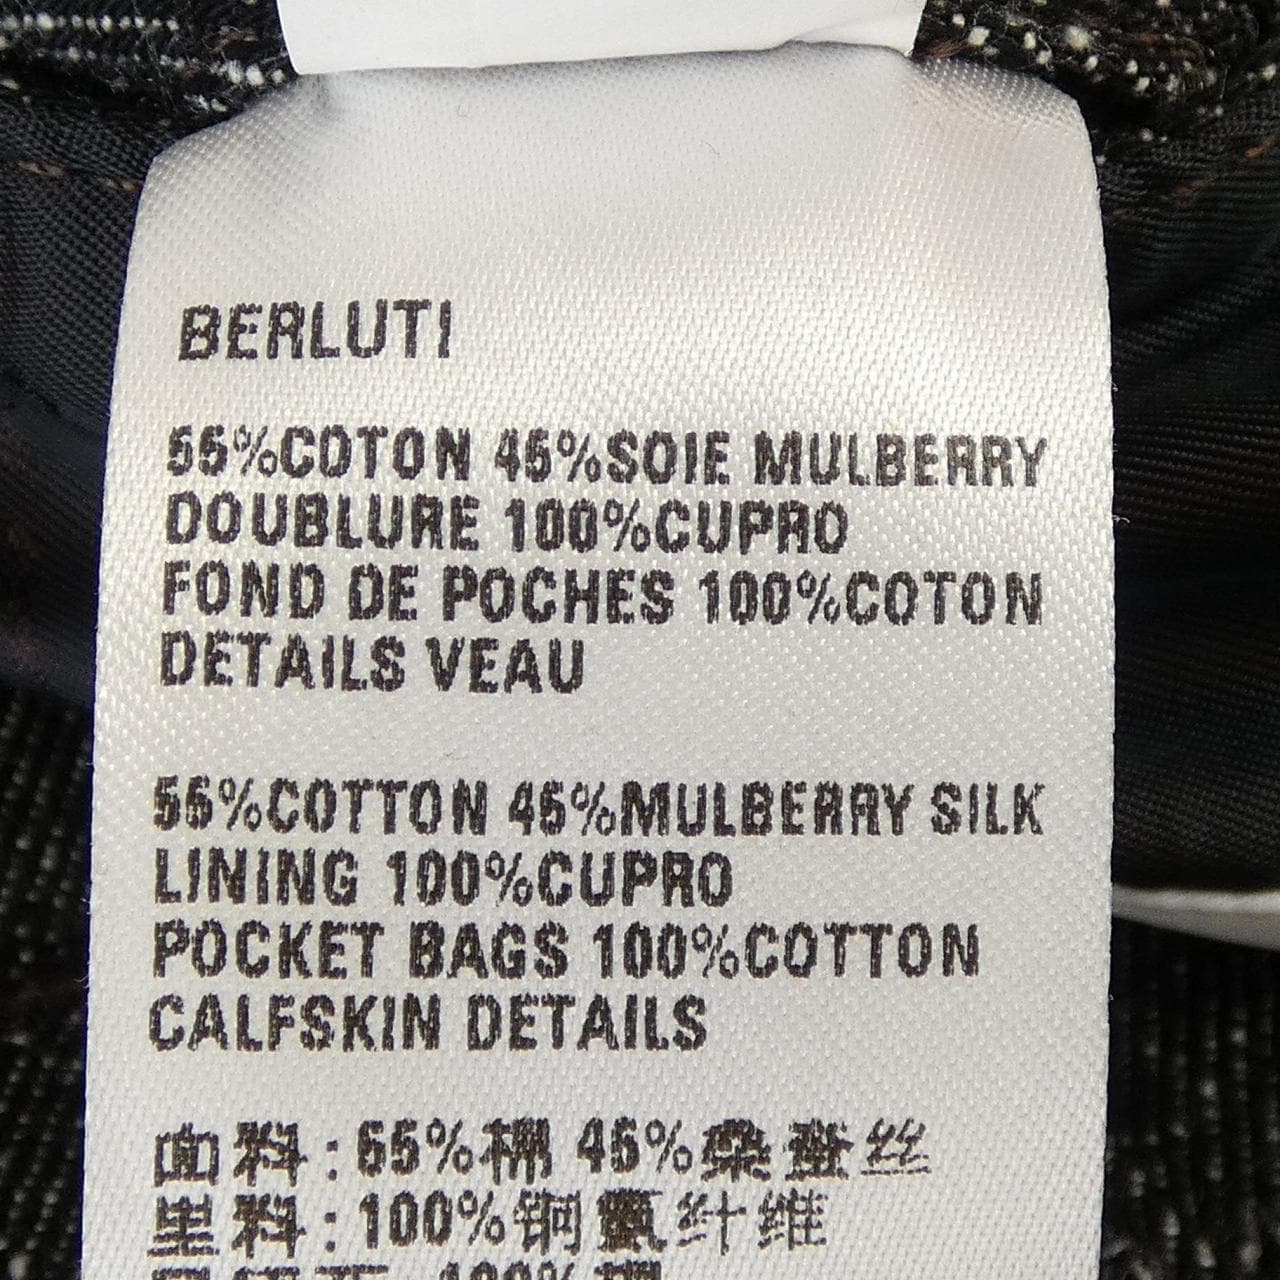 BERLUTI
55%COTON 45%SOIE MULBERRY
DOUBLURE 100%CUPRO
FOND DE POCHES 100%COTON
DETAILS VEAU
55%COTTON 45%MULBERRY SILK
LINING 100%CUPRO
POCKET BAGS 100%COTTON
CALFSKIN DETAILS
面料:55%棉 45%桑蚕丝
里料:100%铜氨纤维